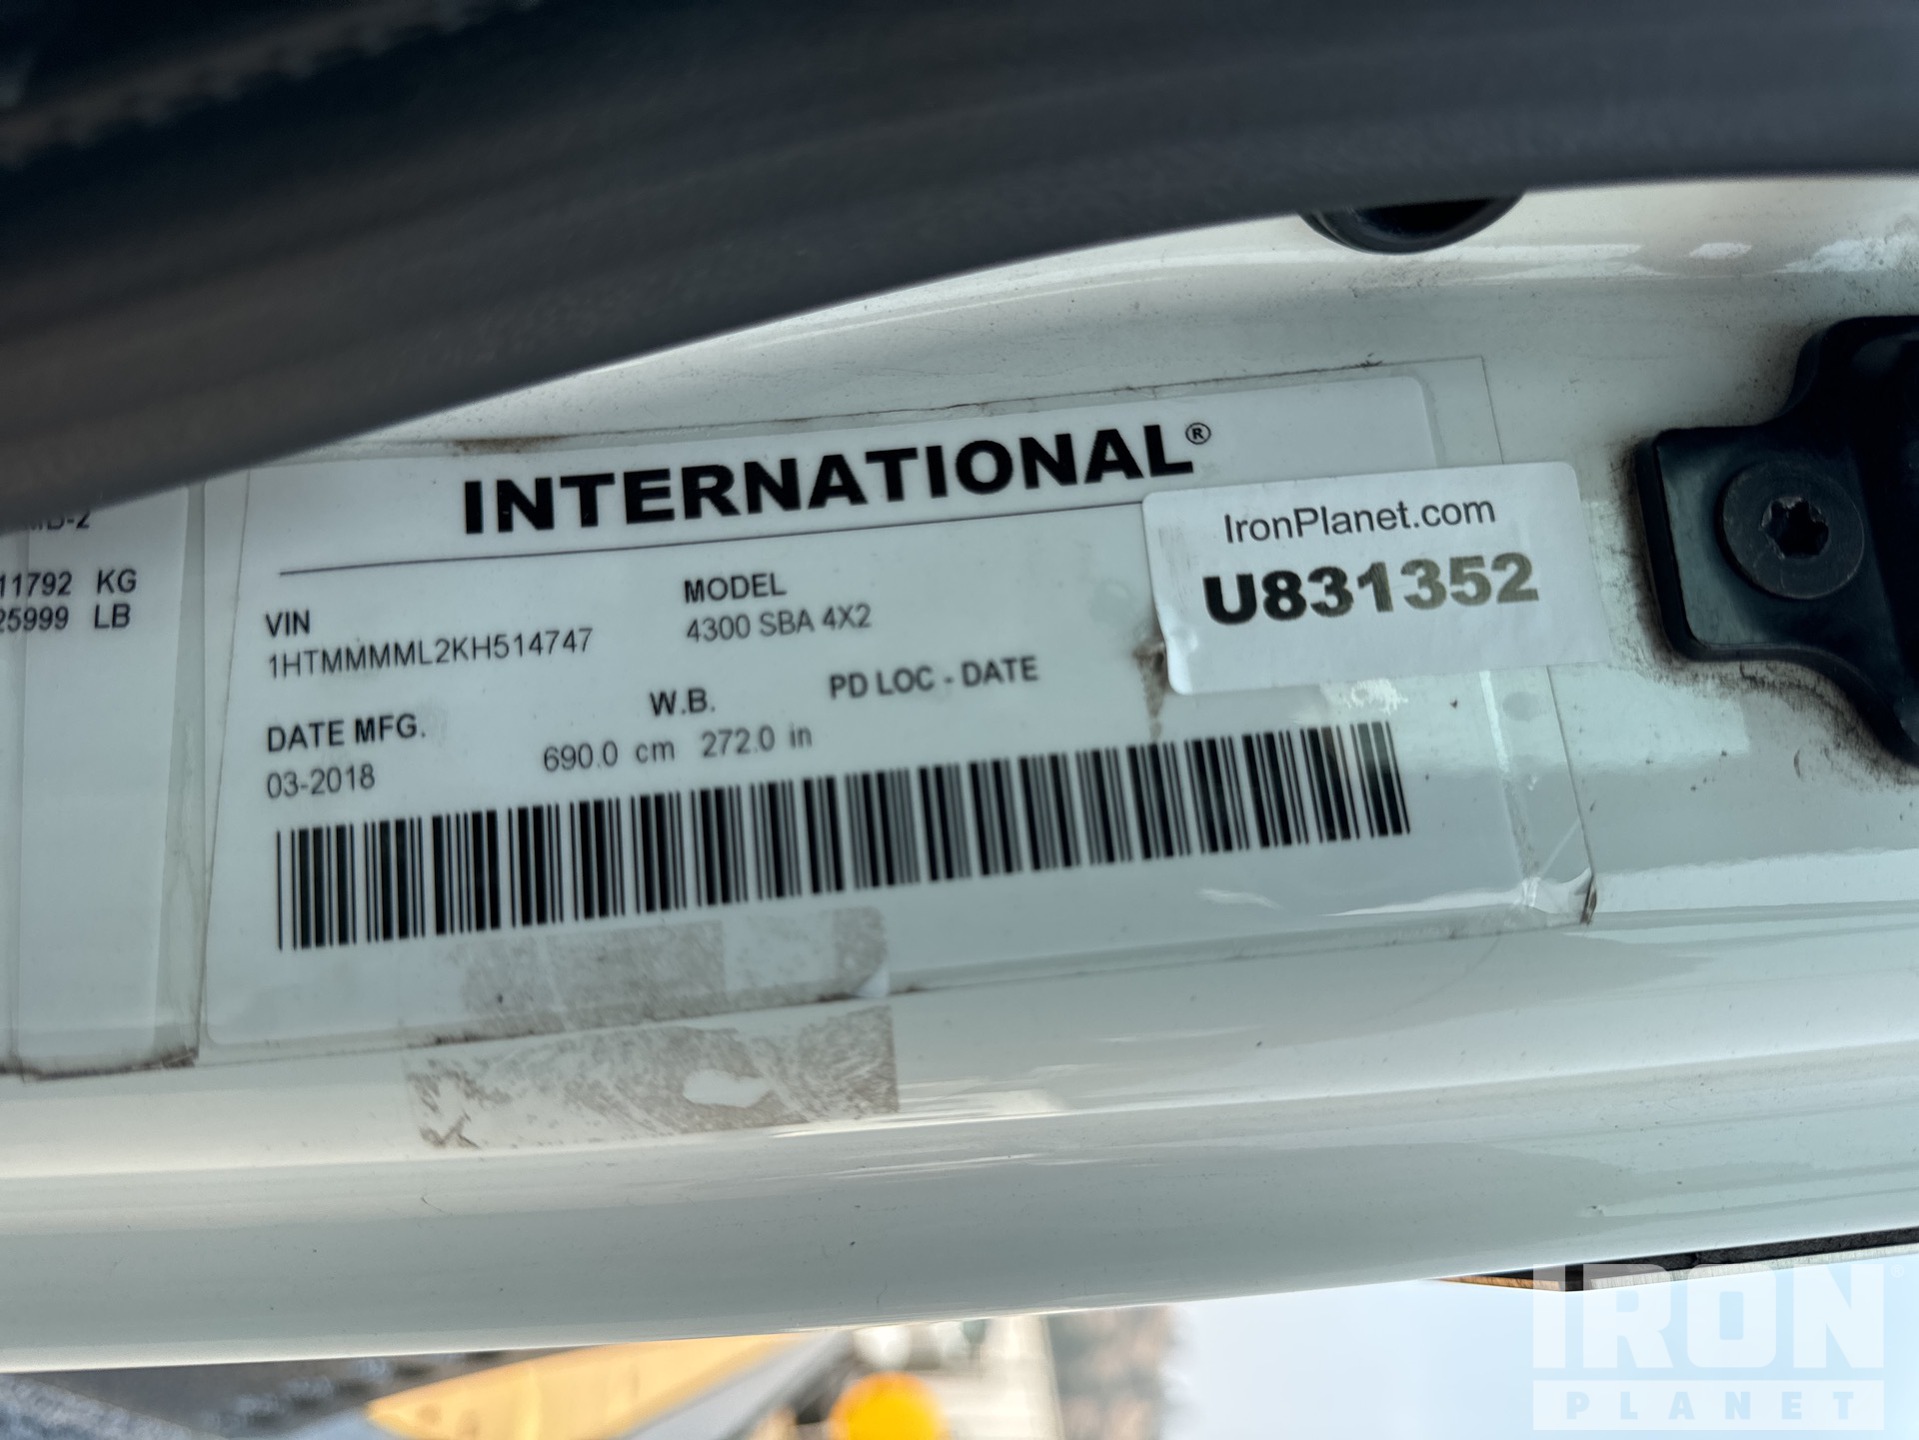 INTERNATIONAL®
VIN
1HTMMMML2KH514747
MODEL
4300 SBA 4X2
DATE MFG.
03-2018
W.B.
690.0 cm 272.0 in
PD LOC - DATE
IronPlanet.com
U831352
11792 KG
25999 LB
IRON
PLANET